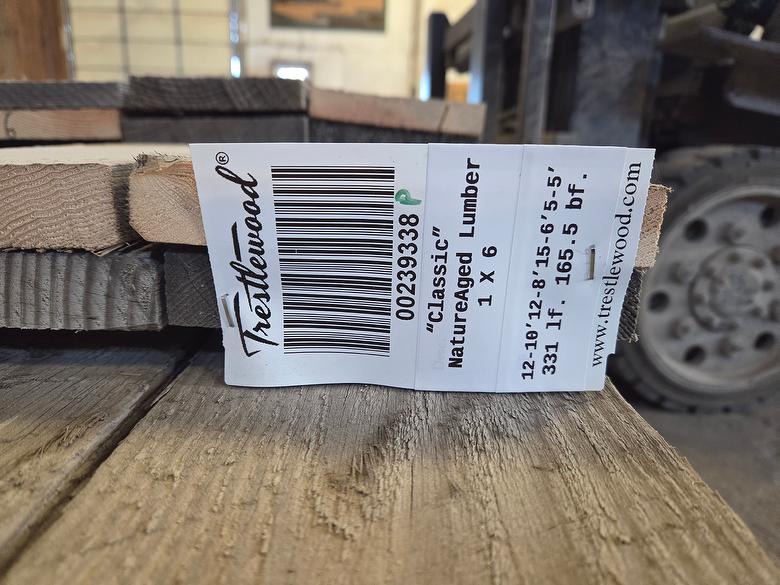 Trestlewood®
00239338 P
"Classic"
NatureAged Lumber
1 X 6
12-10'12-8'15-6'5-5'
331 lf. 165.5 bf.
www.trestlewood.com